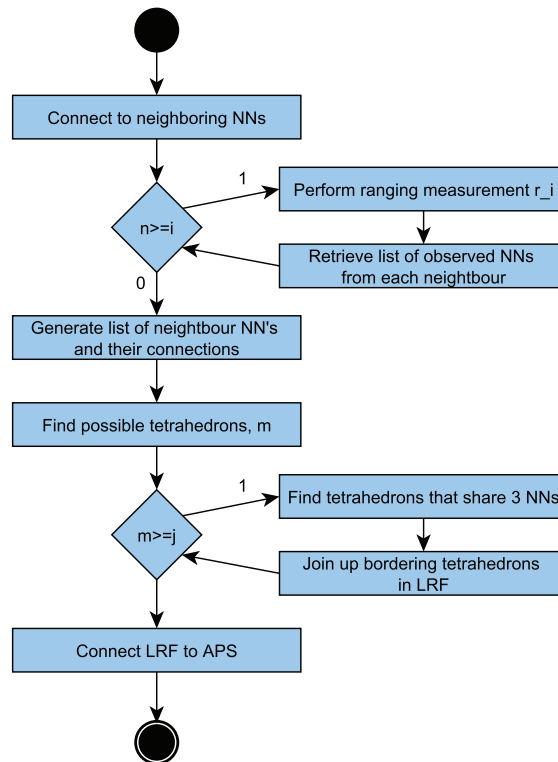 Connect to neighboring NNs
n>=i
1
Perform ranging measurement r_i
Retrieve list of observed NNs
from each neighbour
0
Generate list of neightbour NN's
and their connections
Find possible tetrahedrons, m
m>=j
1
Find tetrahedrons that share 3 NNs
Join up bordering tetrahedrons
in LRF
Connect LRF to APS